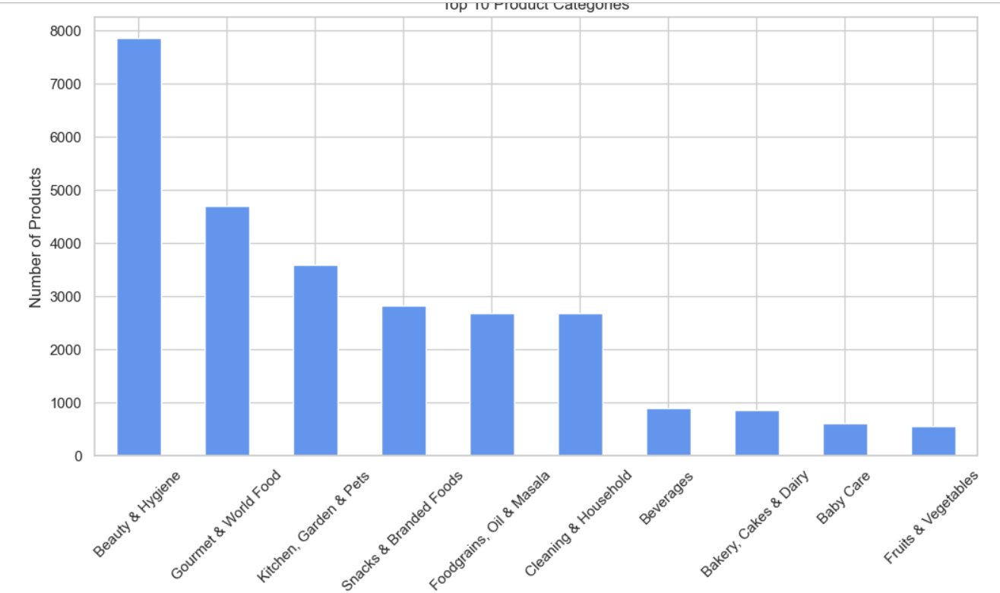 Top 10 Product Categories
8000
7000
6000
5000
4000
3000
2000
1000
0
Number of Products
Beauty & Hygiene
Gourmet & World Food
Kitchen, Garden & Pets
Snacks & Branded Foods
Foodgrains, Oil & Masala
Cleaning & Household
Beverages
Bakery, Cakes & Dairy
Baby Care
Fruits & Vegetables